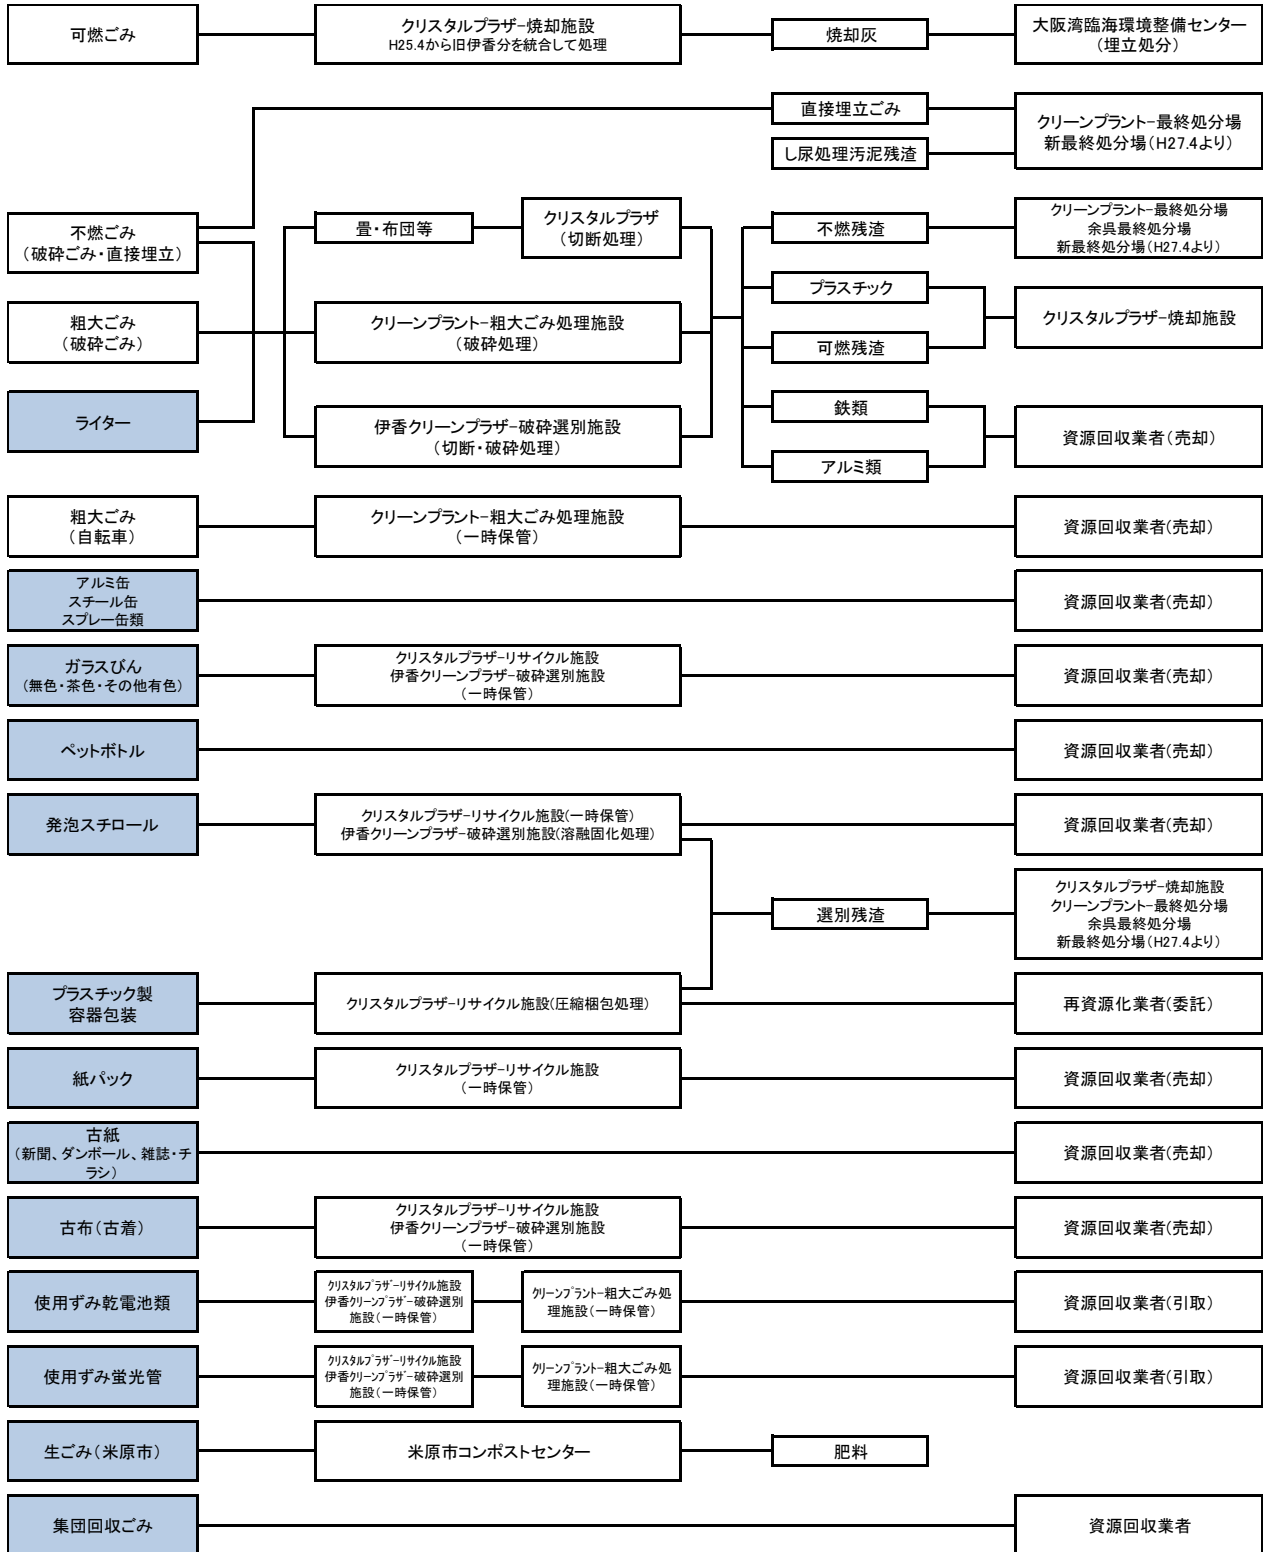 可燃ごみ
クリスタルプラザ-焼却施設
H25.4から旧伊香分を統合して処理
焼却灰
大阪湾臨海環境整備センター
(埋立処分)
直接埋立ごみ
し尿処理汚泥残渣
クリーンプラント-最終処分場
新最終処分場(H27.4より)
不燃ごみ
(破砕ごみ・直接埋立)
畳・布団等
クリスタルプラザ
(切断処理)
不燃残渣
クリーンプラント-最終処分場
余呉最終処分場
新最終処分場(H27.4より)
粗大ごみ
(破砕ごみ)
クリーンプラント-粗大ごみ処理施設
(破砕処理)
プラスチック
可燃残渣
クリスタルプラザ-焼却施設
ライター
伊香クリーンプラザ-破砕選別施設
(切断・破砕処理)
鉄類
アルミ類
資源回収業者(売却)
粗大ごみ
(自転車)
クリーンプラント-粗大ごみ処理施設
(一時保管)
資源回収業者(売却)
アルミ缶
スチール缶
スプレー缶類
資源回収業者(売却)
ガラスびん
(無色・茶色・その他有色)
クリスタルプラザ-リサイクル施設
伊香クリーンプラザ-破砕選別施設
(一時保管)
資源回収業者(売却)
ペットボトル
資源回収業者(売却)
発泡スチロール
クリスタルプラザ-リサイクル施設(一時保管)
伊香クリーンプラザ-破砕選別施設(溶融固化処理)
資源回収業者(売却)
選別残渣
クリスタルプラザ-焼却施設
クリーンプラント-最終処分場
余呉最終処分場
新最終処分場(H27.4より)
プラスチック製
容器包装
クリスタルプラザ-リサイクル施設(圧縮梱包処理)
再資源化業者(委託)
紙パック
クリスタルプラザ-リサイクル施設
(一時保管)
資源回収業者(売却)
古紙
(新聞、ダンボール、雑誌・チ
ラシ)
資源回収業者(売却)
古布(古着)
クリスタルプラザ-リサイクル施設
伊香クリーンプラザ-破砕選別施設
(一時保管)
資源回収業者(売却)
使用ずみ乾電池類
ｸﾘｽﾀﾙﾌﾟﾗｻﾞ-ﾘｻｲｸﾙ施設
伊香ｸﾘｰﾝﾌﾟﾗｻﾞ-破砕選別
施設(一時保管)
ｸﾘｰﾝﾌﾟﾗﾝﾄ-粗大ごみ処
理施設(一時保管)
資源回収業者(引取)
使用ずみ蛍光管
ｸﾘｽﾀﾙﾌﾟﾗｻﾞ-ﾘｻｲｸﾙ施設
伊香ｸﾘｰﾝﾌﾟﾗｻﾞ-破砕選別
施設(一時保管)
ｸﾘｰﾝﾌﾟﾗﾝﾄ-粗大ごみ処
理施設(一時保管)
資源回収業者(引取)
生ごみ(米原市)
米原市コンポストセンター
肥料
集団回収ごみ
資源回収業者